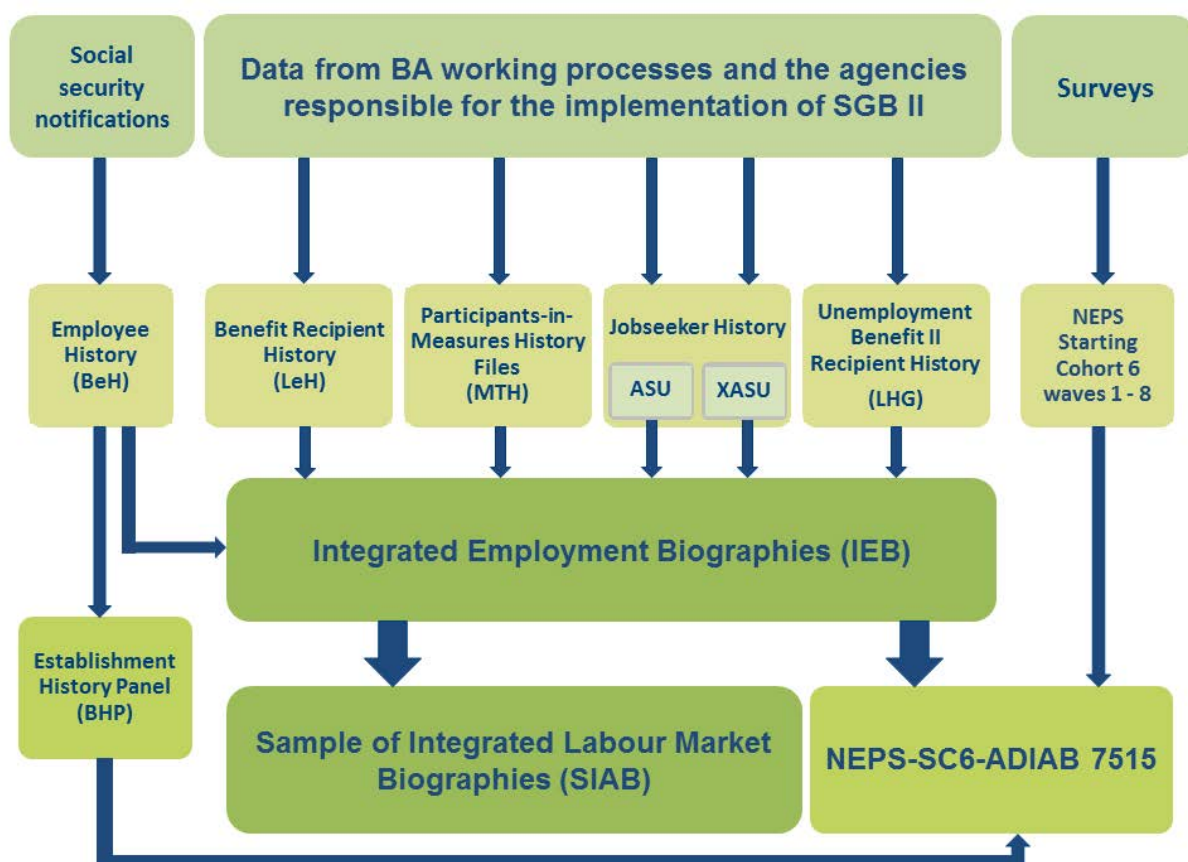 Social
security
notifications
Data from BA working processes and the agencies
responsible for the implementation of SGB II
Surveys
Employee
History
(BeH)
Benefit Recipient
History
(LeH)
Participants-in-
Measures History
Files
(MTH)
Jobseeker History
ASU
XASU
Unemployment
Benefit II
Recipient History
(LHG)
NEPS
Starting
Cohort 6
waves 1 - 8
Integrated Employment Biographies (IEB)
Establishment
History Panel
(BHP)
Sample of Integrated Labour Market
Biographies (SIAB)
NEPS-SC6-ADIAB 7515